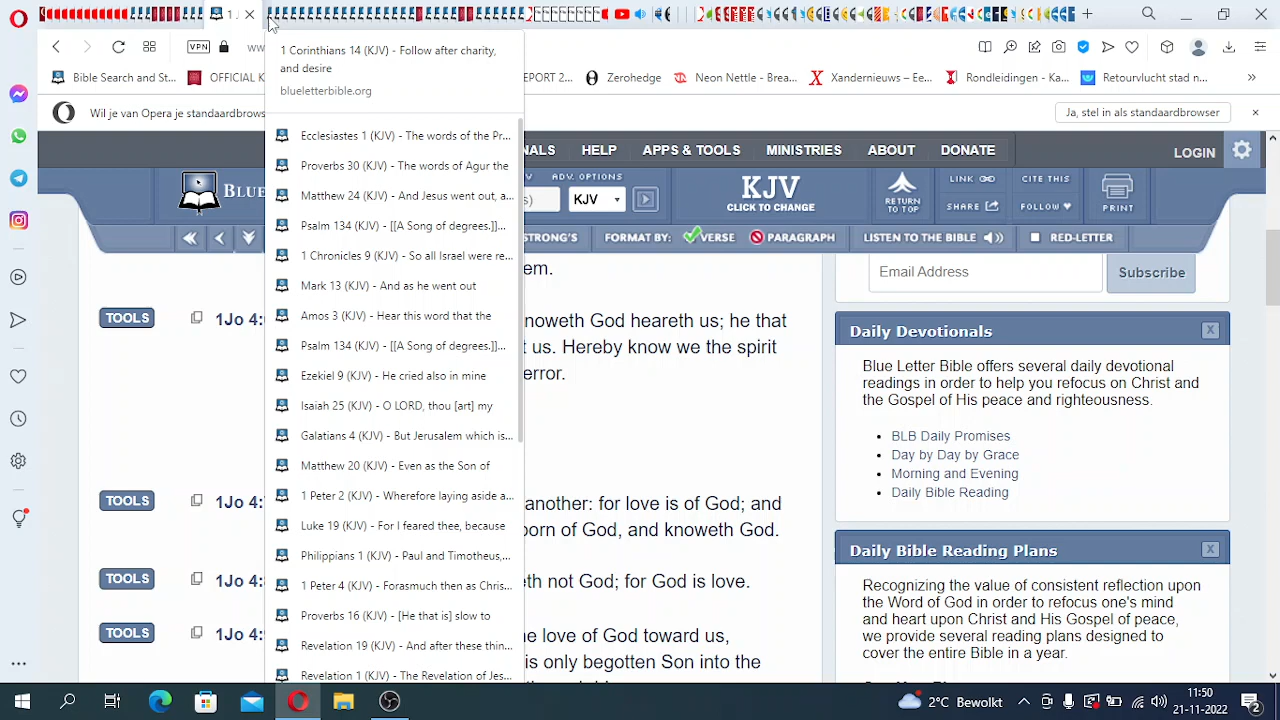 1 J
VPN
ww
Bible Search and St...
OFFICIAL K
EPORT 2...
Zerohedge
Neon Nettle - Brea...
Xandernieuws – Ee...
Rondleidingen - Ka...
Retourvlucht stad n...
»
Wil je van Opera je standaardbrows
Ja, stel in als standaardbrowser
1 Corinthians 14 (KJV) - Follow after charity,
and desire
blueletterbible.org
Ecclesiastes 1 (KJV) - The words of the Pr...
Proverbs 30 (KJV) - The words of Agur the
Matthew 24 (KJV) - And Jesus went out, a...
Psalm 134 (KJV) - [[A Song of degrees.]]...
1 Chronicles 9 (KJV) - So all Israel were re...
Mark 13 (KJV) - And as he went out
Amos 3 (KJV) - Hear this word that the
Psalm 134 (KJV) - [[A Song of degrees.]]...
Ezekiel 9 (KJV) - He cried also in mine
Isaiah 25 (KJV) - O LORD, thou [art] my
Galatians 4 (KJV) - But Jerusalem which is...
Matthew 20 (KJV) - Even as the Son of
1 Peter 2 (KJV) - Wherefore laying aside a...
Luke 19 (KJV) - For I feared thee, because
Philippians 1 (KJV) - Paul and Timotheus,...
1 Peter 4 (KJV) - Forasmuch then as Chris...
Proverbs 16 (KJV) - [He that is] slow to
Revelation 19 (KJV) - And after these thin...
Revelation 1 (KJV) - The Revelation of Jes...
NALS HELP APPS & TOOLS MINISTRIES ABOUT DONATE
LOGIN
BLUE
ADV. OPTIONS
s) KJV
KJV
CLICK TO CHANGE
RETURN
TO TOP
LINK
SHARE
CITE THIS
FOLLOW
PRINT
STRONG'S FORMAT BY: VERSE PARAGRAPH LISTEN TO THE BIBLE RED-LETTER
em.
TOOLS 1Jo 4: noweth God heareth us; he that
t us. Hereby know we the spirit
error.
TOOLS 1Jo 4: another: for love is of God; and
orn of God, and knoweth God.
TOOLS 1Jo 4: eth not God; for God is love.
TOOLS 1Jo 4: he love of God toward us,
is only begotten Son into the
Email Address Subscribe
Daily Devotionals X
Blue Letter Bible offers several daily devotional
readings in order to help you refocus on Christ and
the Gospel of His peace and righteousness.
• BLB Daily Promises
• Day by Day by Grace
• Morning and Evening
• Daily Bible Reading
Daily Bible Reading Plans X
Recognizing the value of consistent reflection upon
the Word of God in order to refocus one's mind
and heart upon Christ and His Gospel of peace,
we provide several reading plans designed to
cover the entire Bible in a year.
2°C Bewolkt
11:50
21-11-2022
2